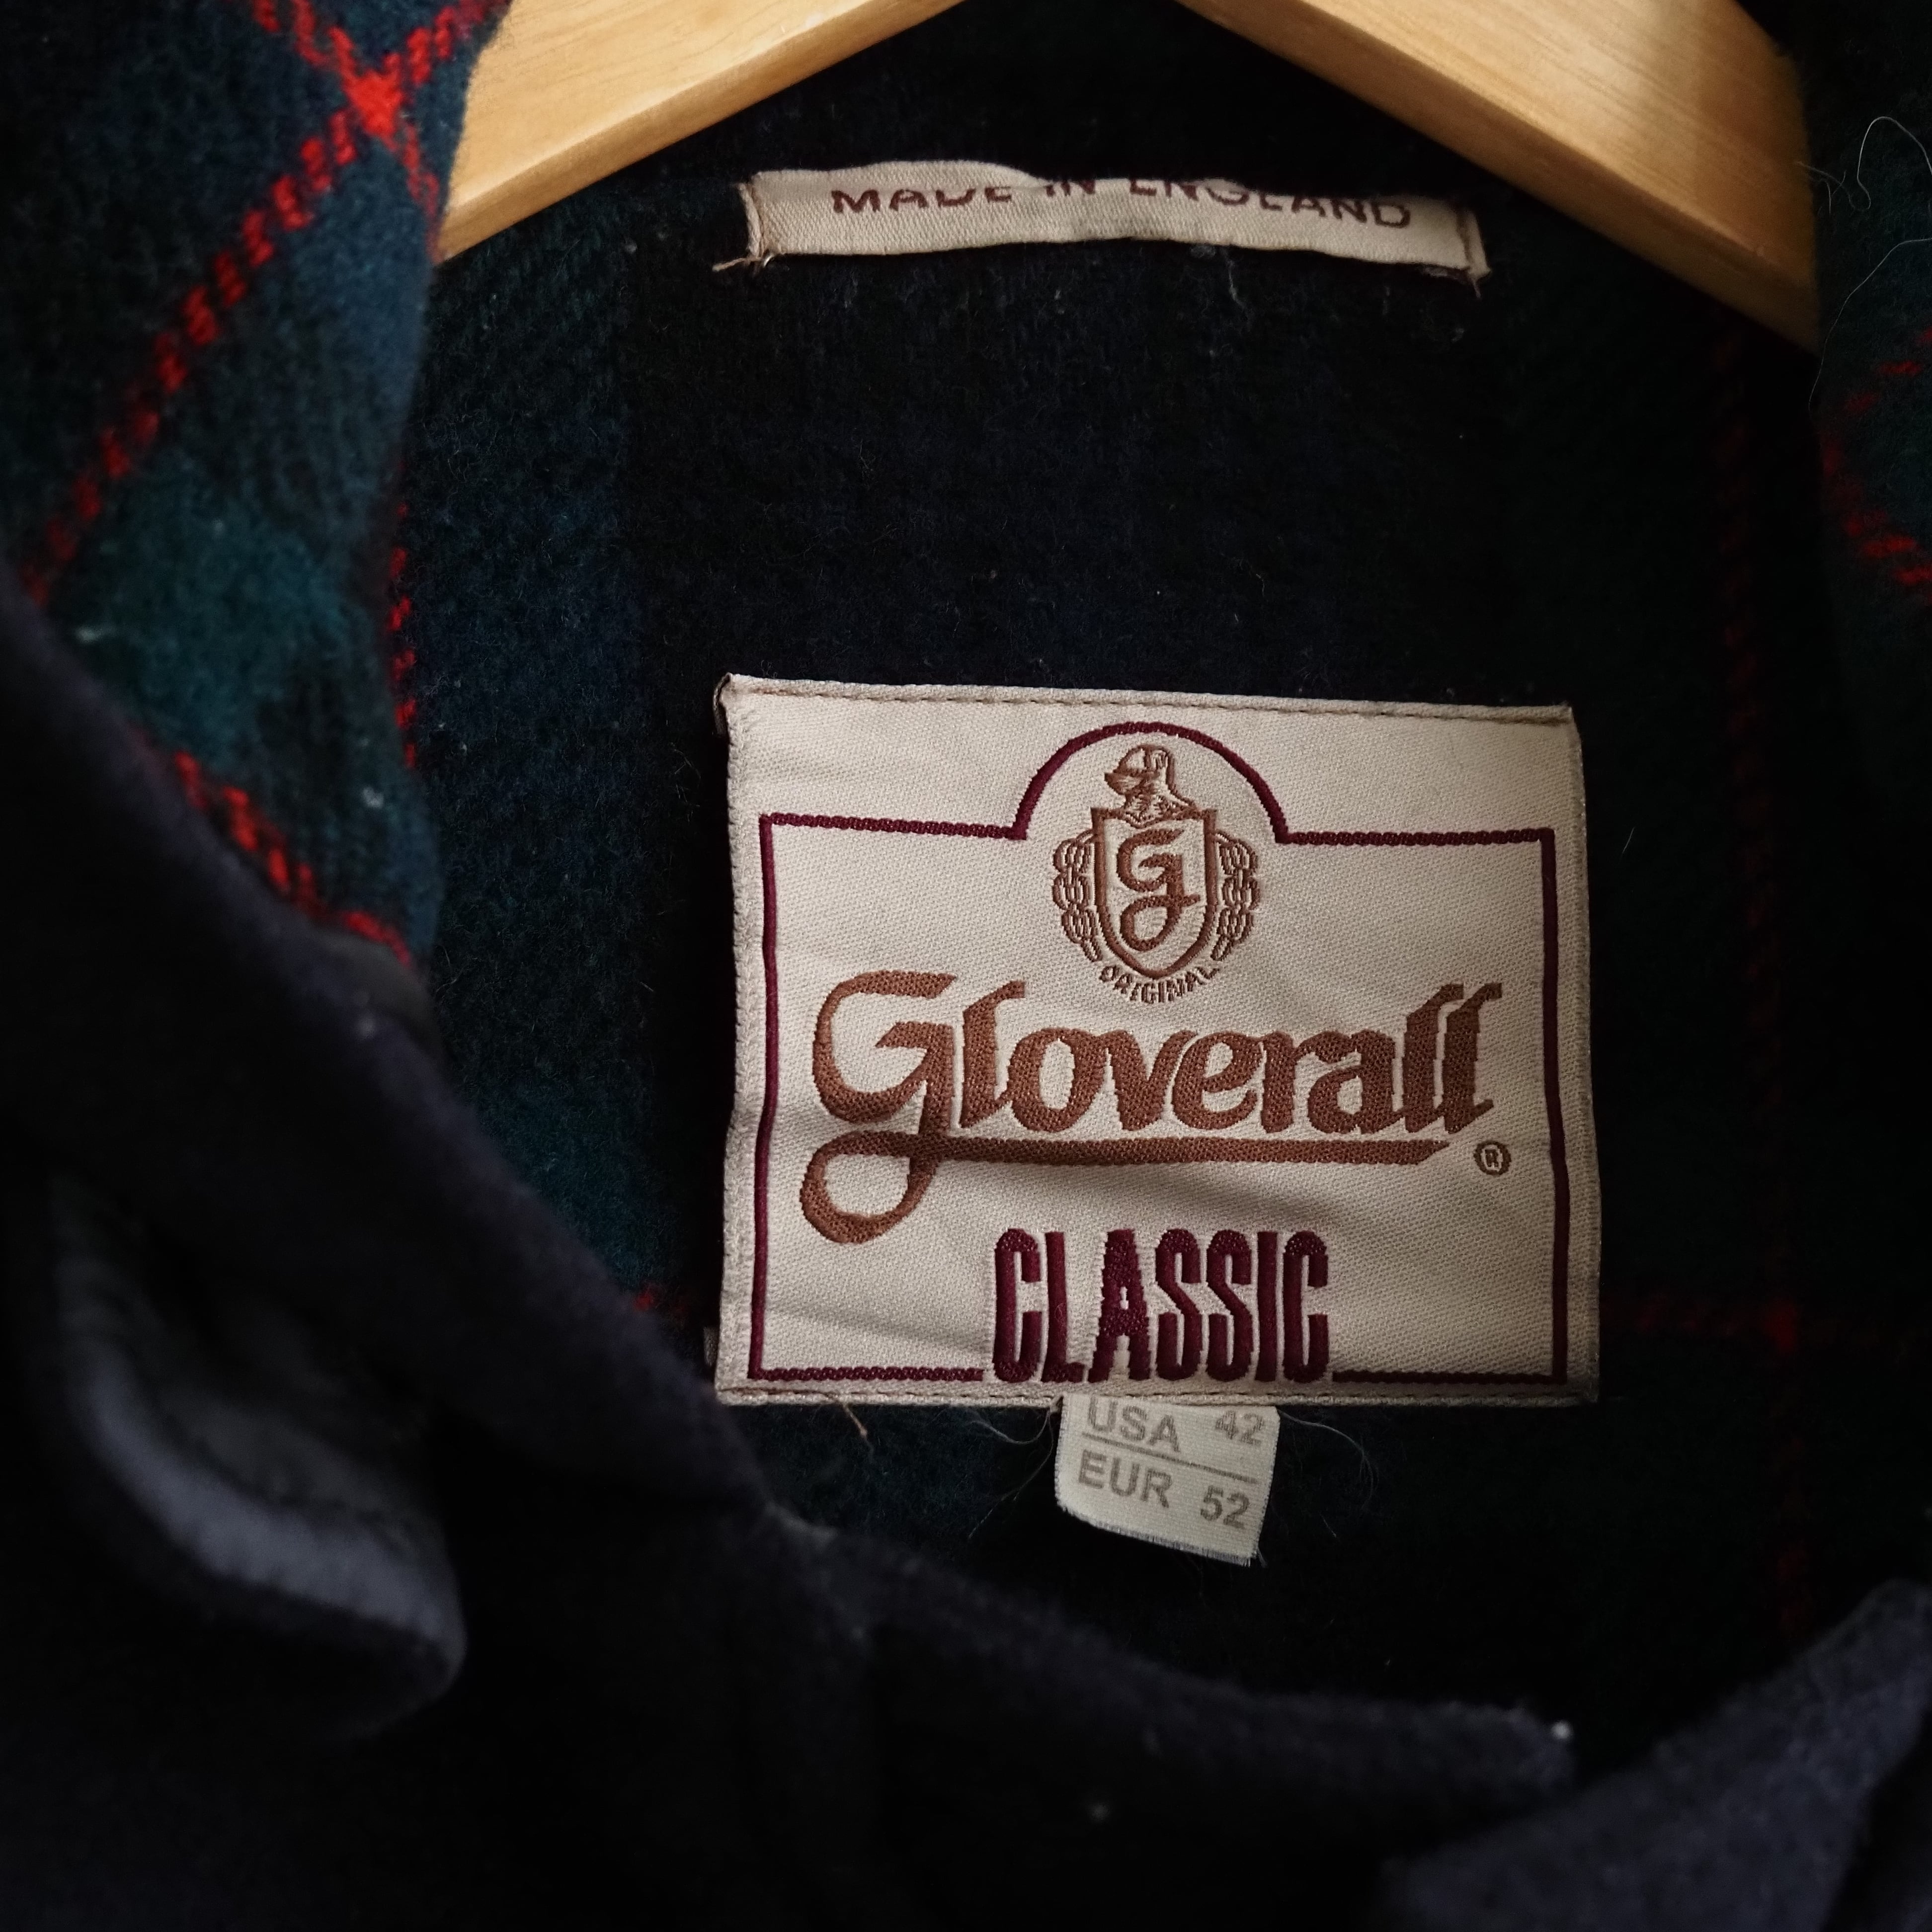 MADE IN ENGLAND
G
ORIGINAL
Gloverall
®
CLASSIC
USA 42
EUR 52